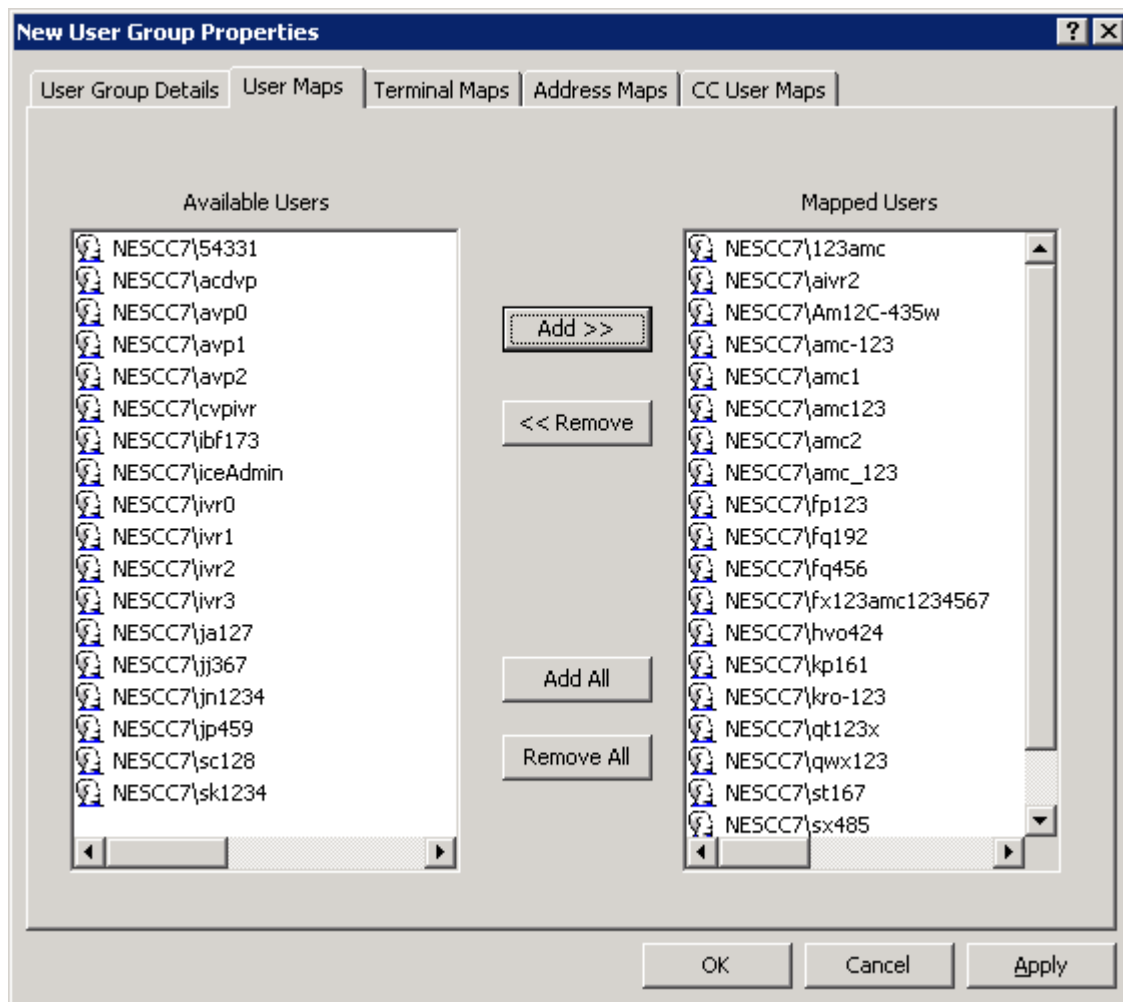 New User Group Properties
User Group Details User Maps Terminal Maps Address Maps CC User Maps
Available Users
NESCC7\54331
NESCC7\acdvp
NESCC7\avp0
NESCC7\avp1
NESCC7\avp2
NESCC7\cvpivr
NESCC7\ibf173
NESCC7\iceAdmin
NESCC7\ivr0
NESCC7\ivr1
NESCC7\ivr2
NESCC7\ivr3
NESCC7\ja127
NESCC7\jj367
NESCC7\jn1234
NESCC7\jp459
NESCC7\sc128
NESCC7\sk1234
Add >>
<< Remove
Add All
Remove All
Mapped Users
NESCC7\123amc
NESCC7\aivr2
NESCC7\Am12C-435w
NESCC7\amc-123
NESCC7\amc1
NESCC7\amc123
NESCC7\amc2
NESCC7\amc_123
NESCC7\fp123
NESCC7\fq192
NESCC7\fq456
NESCC7\fx123amc1234567
NESCC7\hvo424
NESCC7\kp161
NESCC7\kro-123
NESCC7\qt123x
NESCC7\qwx123
NESCC7\st167
NESCC7\sx485
OK Cancel Apply